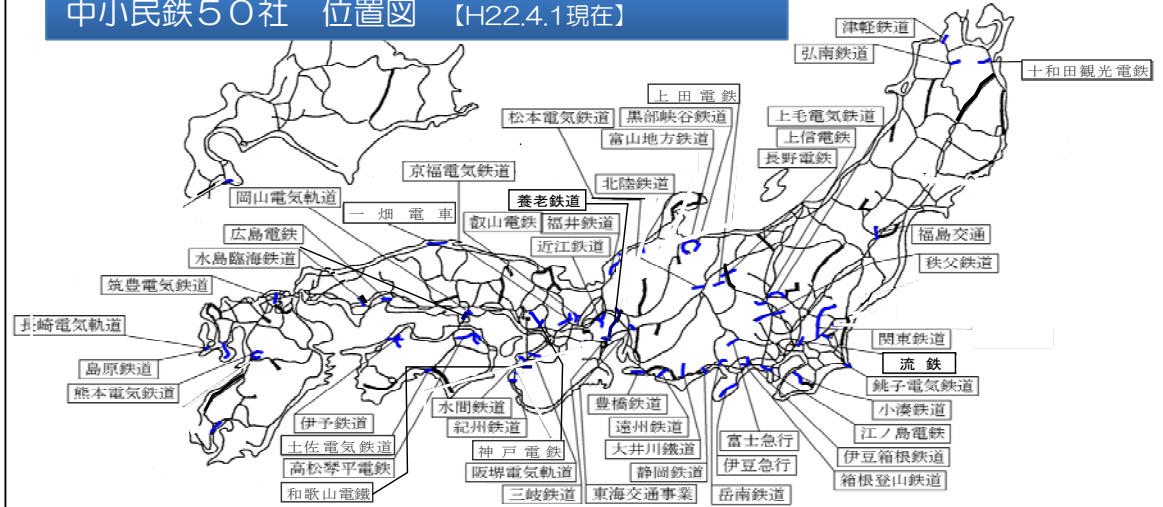 中小民鉄50社　位置図　【H22.4.1現在】
津軽鉄道
弘南鉄道
十和田観光電鉄
上田電鉄
松本電気鉄道
黒部峡谷鉄道
富山地方鉄道
上毛電気鉄道
上信電鉄
長野電鉄
京福電気鉄道
北陸鉄道
岡山電気軌道
養老鉄道
一畑電車
叡山電鉄
福井鉄道
近江鉄道
広島電鉄
水島臨海鉄道
福島交通
秩父鉄道
筑豊電気鉄道
長崎電気軌道
島原鉄道
熊本電気鉄道
関東鉄道
流鉄
銚子電気鉄道
小湊鉄道
江ノ島電鉄
伊豆箱根鉄道
箱根登山鉄道
伊予鉄道
土佐電気鉄道
高松琴平電鉄
和歌山電鐵
水間鉄道
紀州鉄道
神戸電鉄
阪堺電気軌道
三岐鉄道
豊橋鉄道
遠州鉄道
大井川鐵道
静岡鉄道
東海交通事業
富士急行
伊豆急行
岳南鉄道